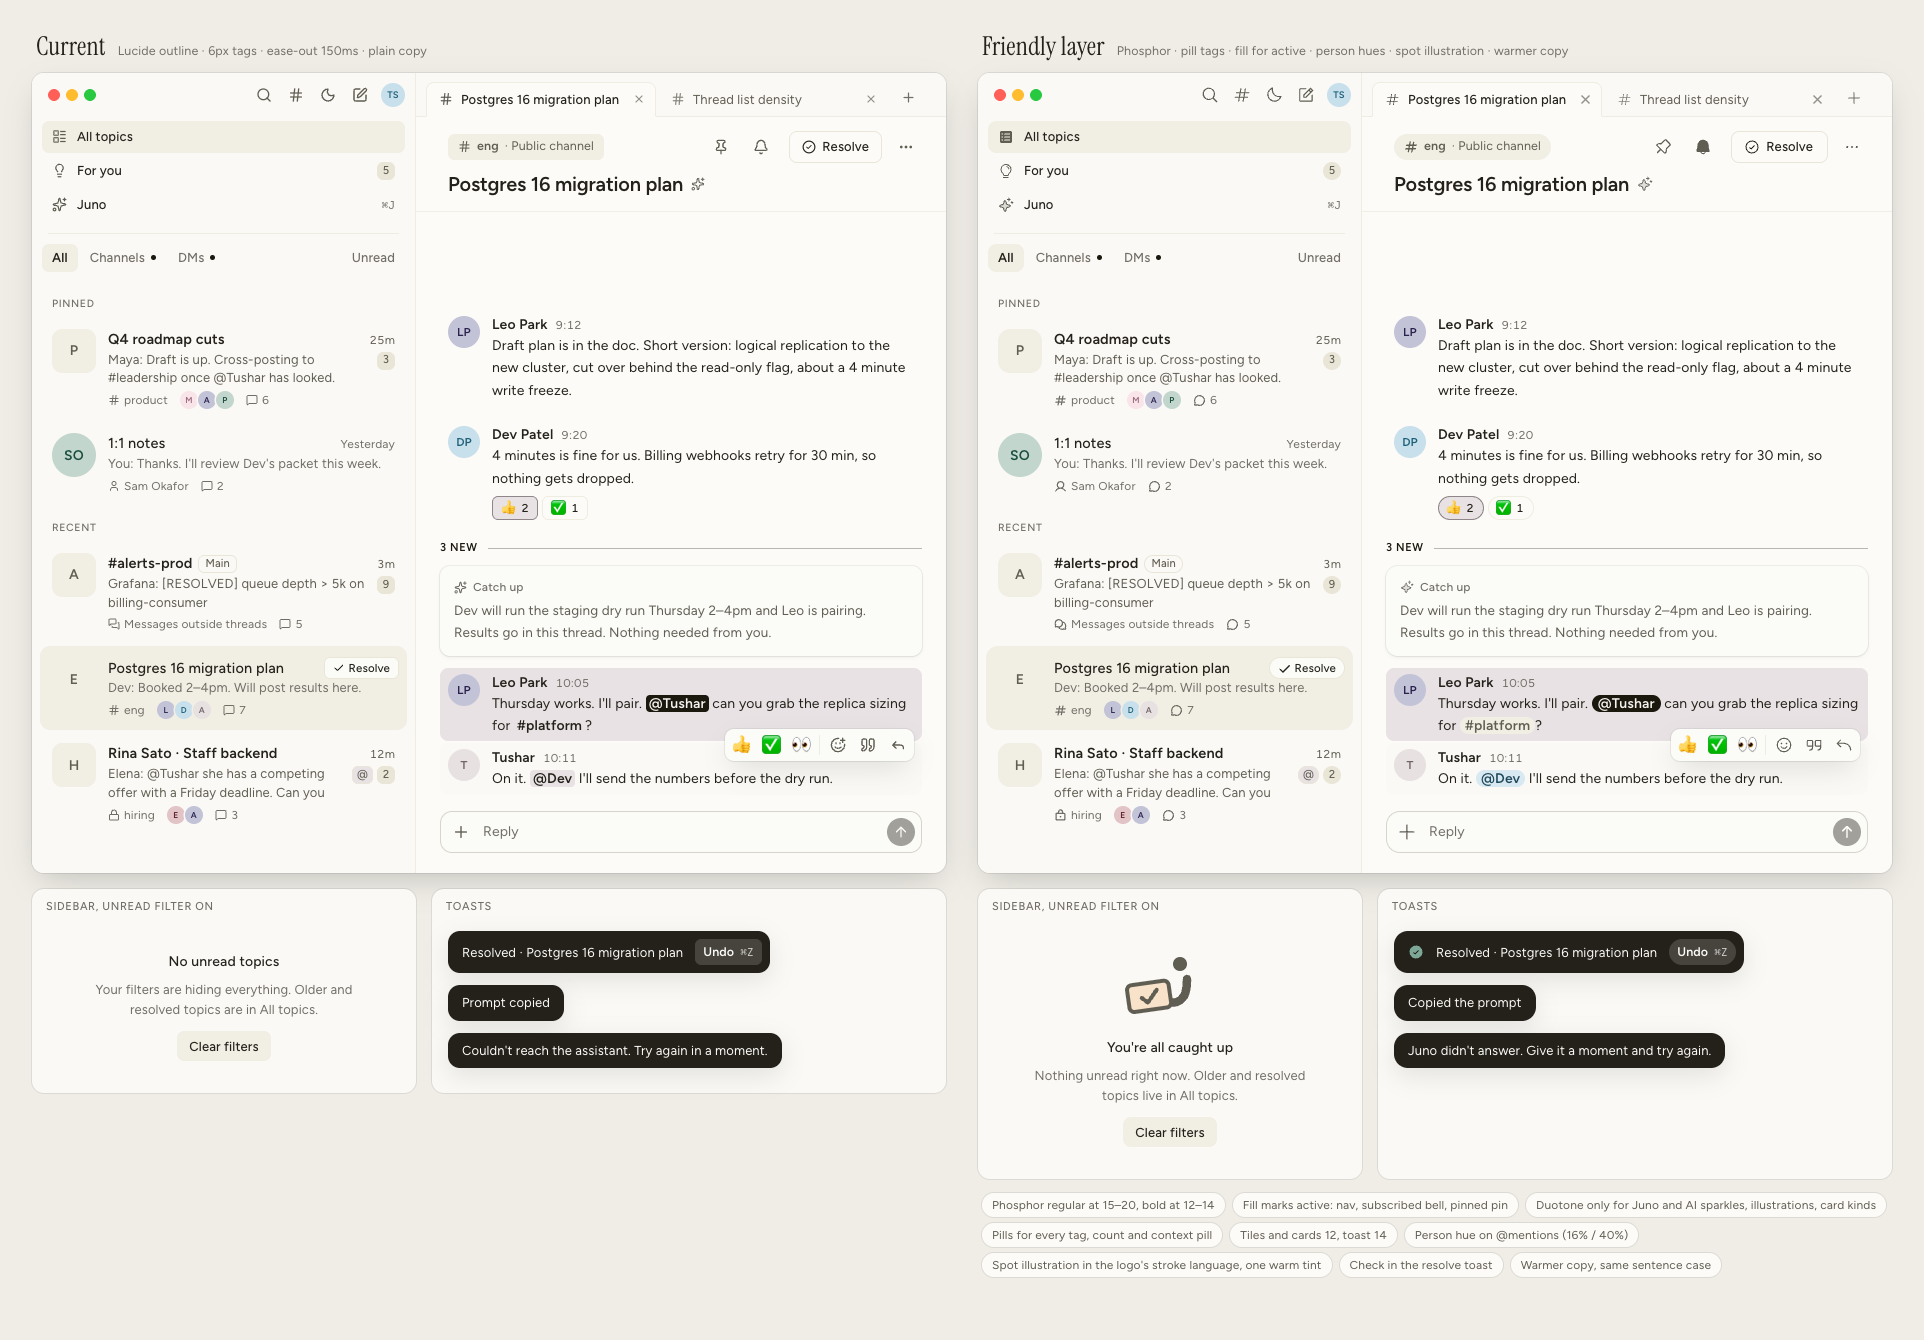 Current Lucide outline · 6px tags · ease-out 150ms · plain copy
TS
Postgres 16 migration plan
Thread list density
All topics
For you 5
Juno ⌘J
# eng · Public channel
Resolve
Postgres 16 migration plan
All Channels DMs Unread
PINNED
P
Q4 roadmap cuts 25m
Maya: Draft is up. Cross-posting to 3
#leadership once @Tushar has looked.
# product M A P 6
SO
1:1 notes Yesterday
You: Thanks. I'll review Dev's packet this week.
Sam Okafor 2
RECENT
A
#alerts-prod Main 3m
Grafana: [RESOLVED] queue depth > 5k on 9
billing-consumer
Messages outside threads 5
E
Postgres 16 migration plan Resolve
Dev: Booked 2–4pm. Will post results here.
# eng L D A 7
H
Rina Sato · Staff backend 12m
Elena: @Tushar she has a competing @ 2
offer with a Friday deadline. Can you
hiring E A 3
LP
Leo Park 9:12
Draft plan is in the doc. Short version: logical replication to the
new cluster, cut over behind the read-only flag, about a 4 minute
write freeze.
DP
Dev Patel 9:20
4 minutes is fine for us. Billing webhooks retry for 30 min, so
nothing gets dropped.
👍 2 ✅ 1
3 NEW
Catch up
Dev will run the staging dry run Thursday 2–4pm and Leo is pairing.
Results go in this thread. Nothing needed from you.
LP
Leo Park 10:05
Thursday works. I'll pair. @Tushar can you grab the replica sizing
for #platform ?
T
Tushar 10:11
On it. @Dev I'll send the numbers before the dry run.
Reply
SIDEBAR, UNREAD FILTER ON
No unread topics
Your filters are hiding everything. Older and
resolved topics are in All topics.
Clear filters
TOASTS
Resolved · Postgres 16 migration plan Undo ⌘Z
Prompt copied
Couldn't reach the assistant. Try again in a moment.
Friendly layer Phosphor · pill tags · fill for active · person hues · spot illustration · warmer copy
TS
Postgres 16 migration plan
Thread list density
All topics
For you 5
Juno ⌘J
# eng · Public channel
Resolve
Postgres 16 migration plan
All Channels DMs Unread
PINNED
P
Q4 roadmap cuts 25m
Maya: Draft is up. Cross-posting to 3
#leadership once @Tushar has looked.
# product M A P 6
SO
1:1 notes Yesterday
You: Thanks. I'll review Dev's packet this week.
Sam Okafor 2
RECENT
A
#alerts-prod Main 3m
Grafana: [RESOLVED] queue depth > 5k on 9
billing-consumer
Messages outside threads 5
E
Postgres 16 migration plan Resolve
Dev: Booked 2–4pm. Will post results here.
# eng L D A 7
H
Rina Sato · Staff backend 12m
Elena: @Tushar she has a competing @ 2
offer with a Friday deadline. Can you
hiring E A 3
LP
Leo Park 9:12
Draft plan is in the doc. Short version: logical replication to the
new cluster, cut over behind the read-only flag, about a 4 minute
write freeze.
DP
Dev Patel 9:20
4 minutes is fine for us. Billing webhooks retry for 30 min, so
nothing gets dropped.
👍 2 ✅ 1
3 NEW
Catch up
Dev will run the staging dry run Thursday 2–4pm and Leo is pairing.
Results go in this thread. Nothing needed from you.
LP
Leo Park 10:05
Thursday works. I'll pair. @Tushar can you grab the replica sizing
for #platform ?
T
Tushar 10:11
On it. @Dev I'll send the numbers before the dry run.
Reply
SIDEBAR, UNREAD FILTER ON
You're all caught up
Nothing unread right now. Older and resolved
topics live in All topics.
Clear filters
TOASTS
Resolved · Postgres 16 migration plan Undo ⌘Z
Copied the prompt
Juno didn't answer. Give it a moment and try again.
Phosphor regular at 15–20, bold at 12–14
Fill marks active: nav, subscribed bell, pinned pin
Duotone only for Juno and AI sparkles, illustrations, card kinds
Pills for every tag, count and context pill
Tiles and cards 12, toast 14
Person hue on @mentions (16% / 40%)
Spot illustration in the logo's stroke language, one warm tint
Check in the resolve toast
Warmer copy, same sentence case